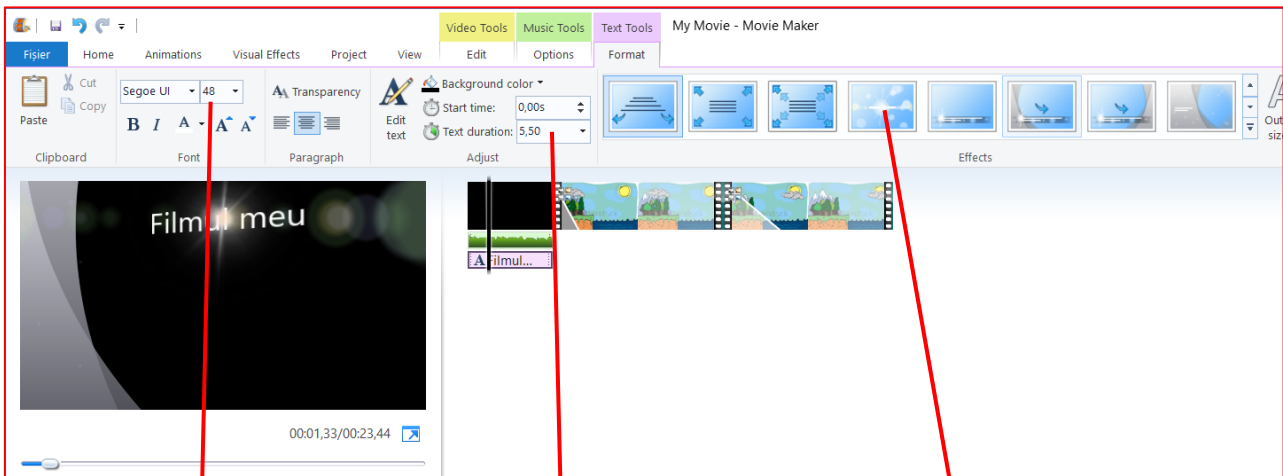 Video Tools Music Tools Text Tools My Movie - Movie Maker
Fișier Home Animations Visual Effects Project View Edit Options Format
Paste
Cut
Copy
Clipboard
Segoe UI 48
B I A A A
Font
Transparency
Paragraph
Edit
text
Background color
Start time: 0,00s
Text duration: 5,50
Adjust
Effects
Out
siz
Filmul meu
A Filmul...
00:01,33/00:23,44